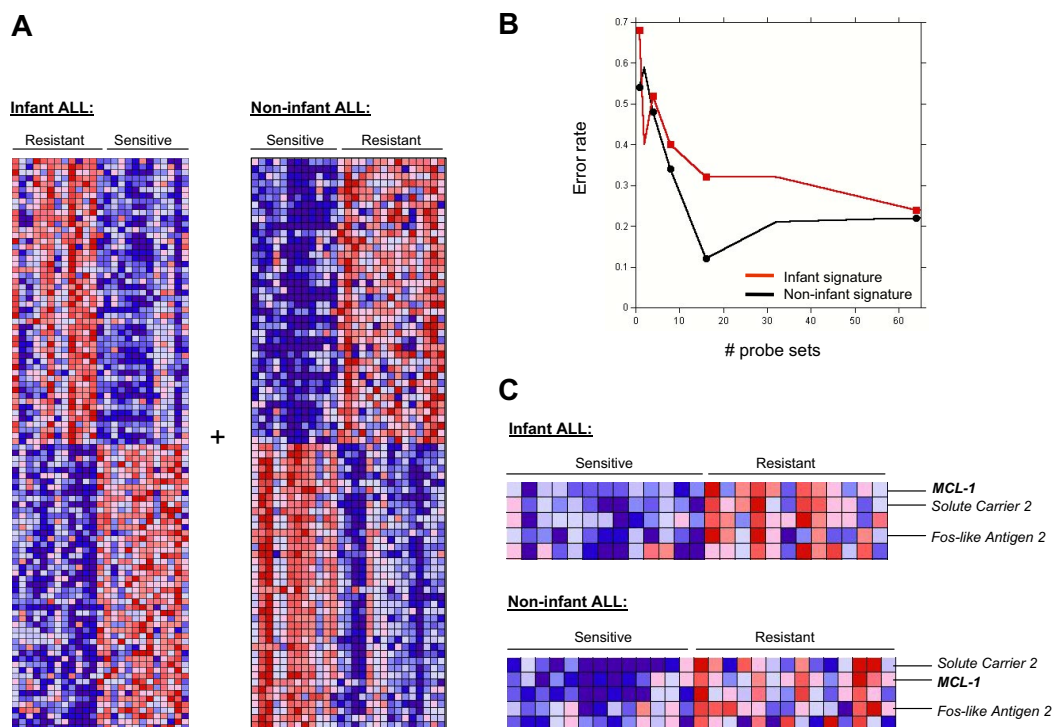 A
Infant ALL:
Resistant Sensitive
Non-infant ALL:
Sensitive Resistant
+
B
0.7
0.6
0.5
0.4
0.3
0.2
0.1
0
Error rate
0 10 20 30 40 50 60
# probe sets
Infant signature
Non-infant signature
C
Infant ALL:
Sensitive Resistant
MCL-1
Solute Carrier 2
Fos-like Antigen 2
Non-infant ALL:
Sensitive Resistant
Solute Carrier 2
MCL-1
Fos-like Antigen 2